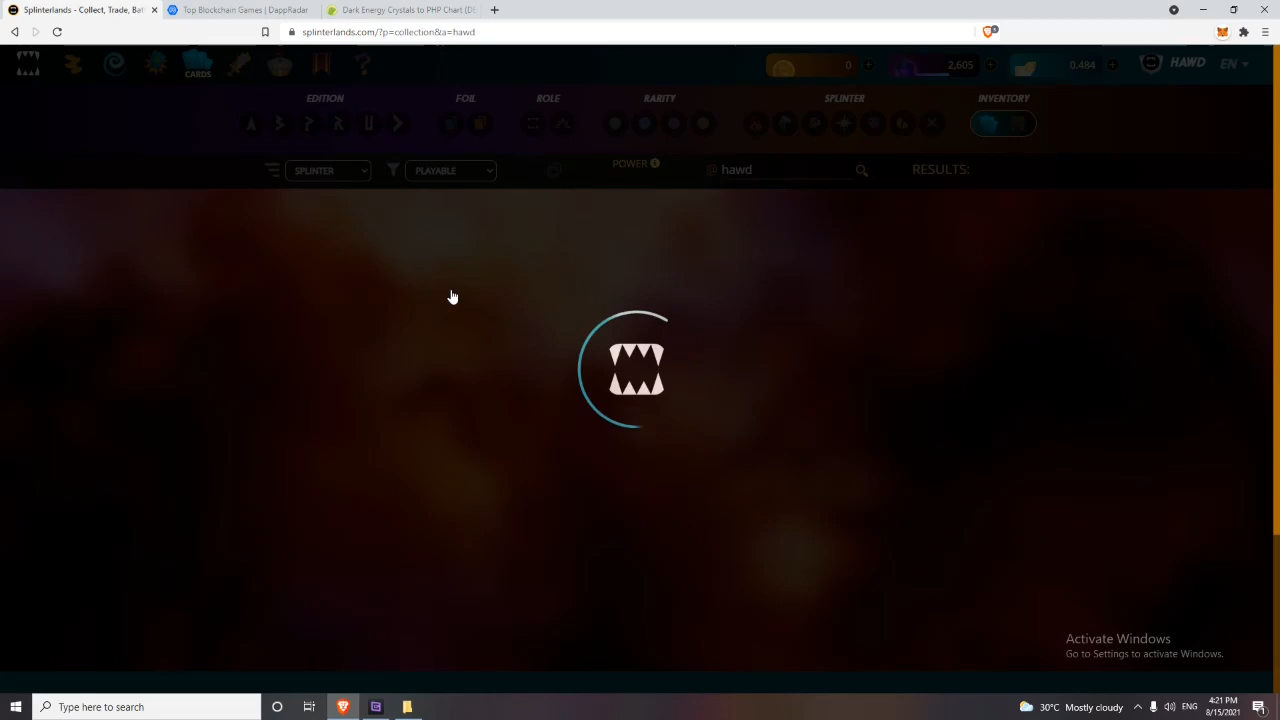 Splinterlands - Collect, Trade, Bat
Top Blockchain Games | DappRadar
Dark Energy Crystals to PHP Chart (DE
splinterlands.com/?p=collection&a=hawd
CARDS
0
2,605
0.484
HAWD
EN
EDITION
FOIL
ROLE
RARITY
SPLINTER
INVENTORY
SPLINTER
PLAYABLE
POWER
@ hawd
RESULTS:
Activate Windows
Go to Settings to activate Windows.
Type here to search
30°C Mostly cloudy
ENG
4:21 PM
8/15/2021